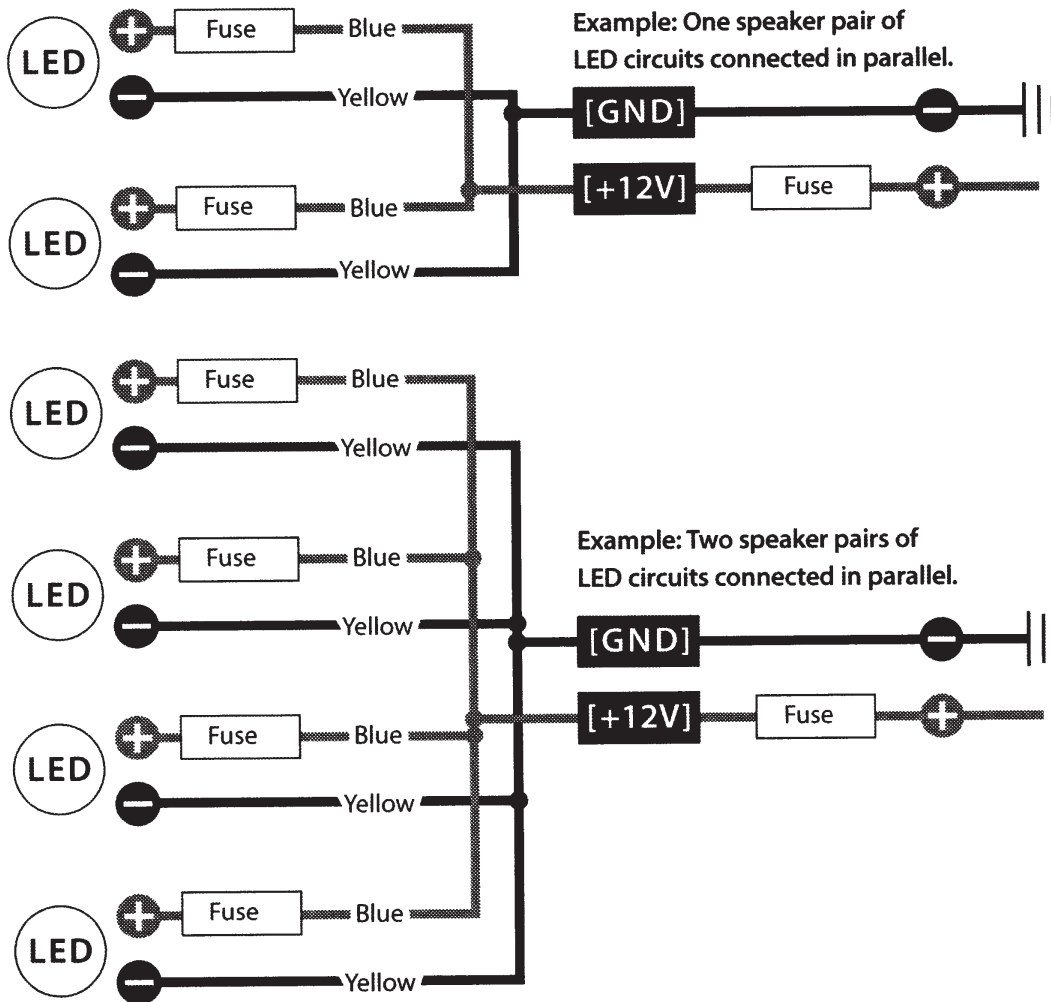 LED
Fuse
Blue
Yellow
LED
Fuse
Blue
Yellow
Example: One speaker pair of
LED circuits connected in parallel.
[GND]
[+12V]
Fuse
LED
Fuse
Blue
Yellow
LED
Fuse
Blue
Yellow
LED
Fuse
Blue
Yellow
LED
Fuse
Blue
Yellow
Example: Two speaker pairs of
LED circuits connected in parallel.
[GND]
[+12V]
Fuse